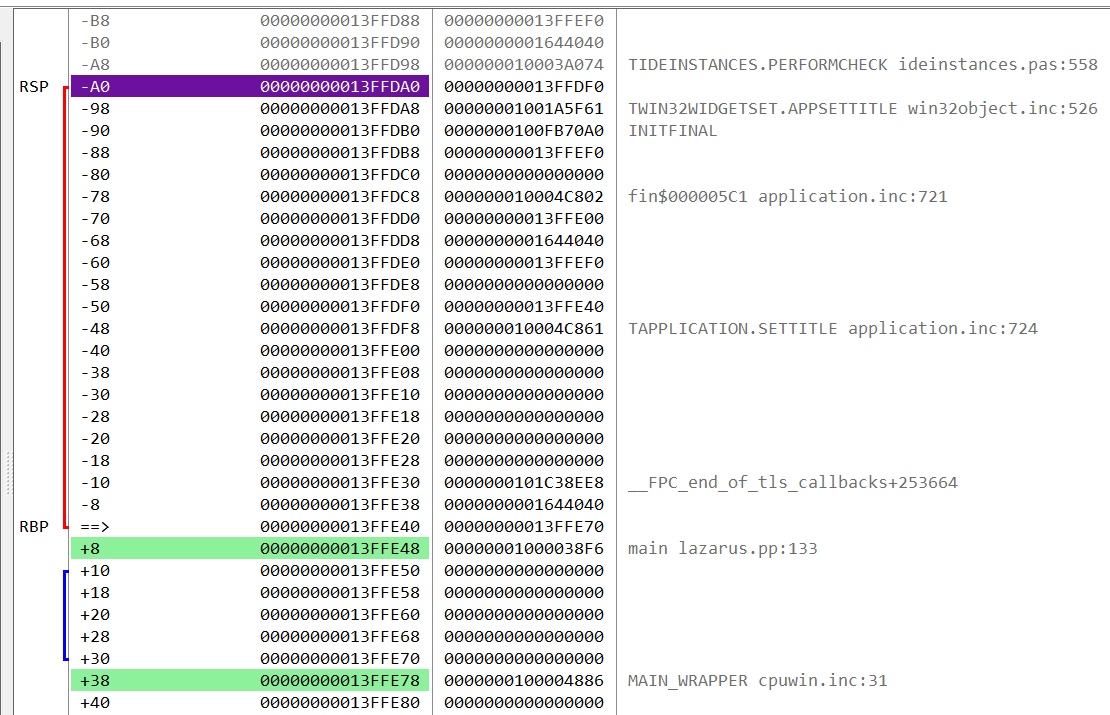 -B8 00000000013FFD88 00000000013FFEF0
-B0 00000000013FFD90 0000000001644040
-A8 00000000013FFD98 000000010003A074 TIDEINSTANCES.PERFORMCHECK ideinstances.pas:558
RSP -A0 00000000013FFDA0 00000000013FFDF0
-98 00000000013FFDA8 00000001001A5F61 TWIN32WIDGETSET.APPSETTITLE win32object.inc:526
-90 00000000013FFDB0 0000000100FB70A0 INITFINAL
-88 00000000013FFDB8 00000000013FFEF0
-80 00000000013FFDC0 0000000000000000
-78 00000000013FFDC8 000000010004C802 fin$000005C1 application.inc:721
-70 00000000013FFDD0 00000000013FFE00
-68 00000000013FFDD8 0000000001644040
-60 00000000013FFDE0 00000000013FFEF0
-58 00000000013FFDE8 0000000000000000
-50 00000000013FFDF0 00000000013FFE40
-48 00000000013FFDF8 000000010004C861 TAPPLICATION.SETTITLE application.inc:724
-40 00000000013FFE00 0000000000000000
-38 00000000013FFE08 0000000000000000
-30 00000000013FFE10 0000000000000000
-28 00000000013FFE18 0000000000000000
-20 00000000013FFE20 0000000000000000
-18 00000000013FFE28 0000000000000000
-10 00000000013FFE30 0000000101C38EE8 __FPC_end_of_tls_callbacks+253664
-8 00000000013FFE38 0000000001644040
RBP ==> 00000000013FFE40 00000000013FFE70
+8 00000000013FFE48 00000001000038F6 main lazarus.pp:133
+10 00000000013FFE50 0000000000000000
+18 00000000013FFE58 0000000000000000
+20 00000000013FFE60 0000000000000000
+28 00000000013FFE68 0000000000000000
+30 00000000013FFE70 0000000000000000
+38 00000000013FFE78 0000000100004886 MAIN_WRAPPER cpuwin.inc:31
+40 00000000013FFE80 0000000000000000